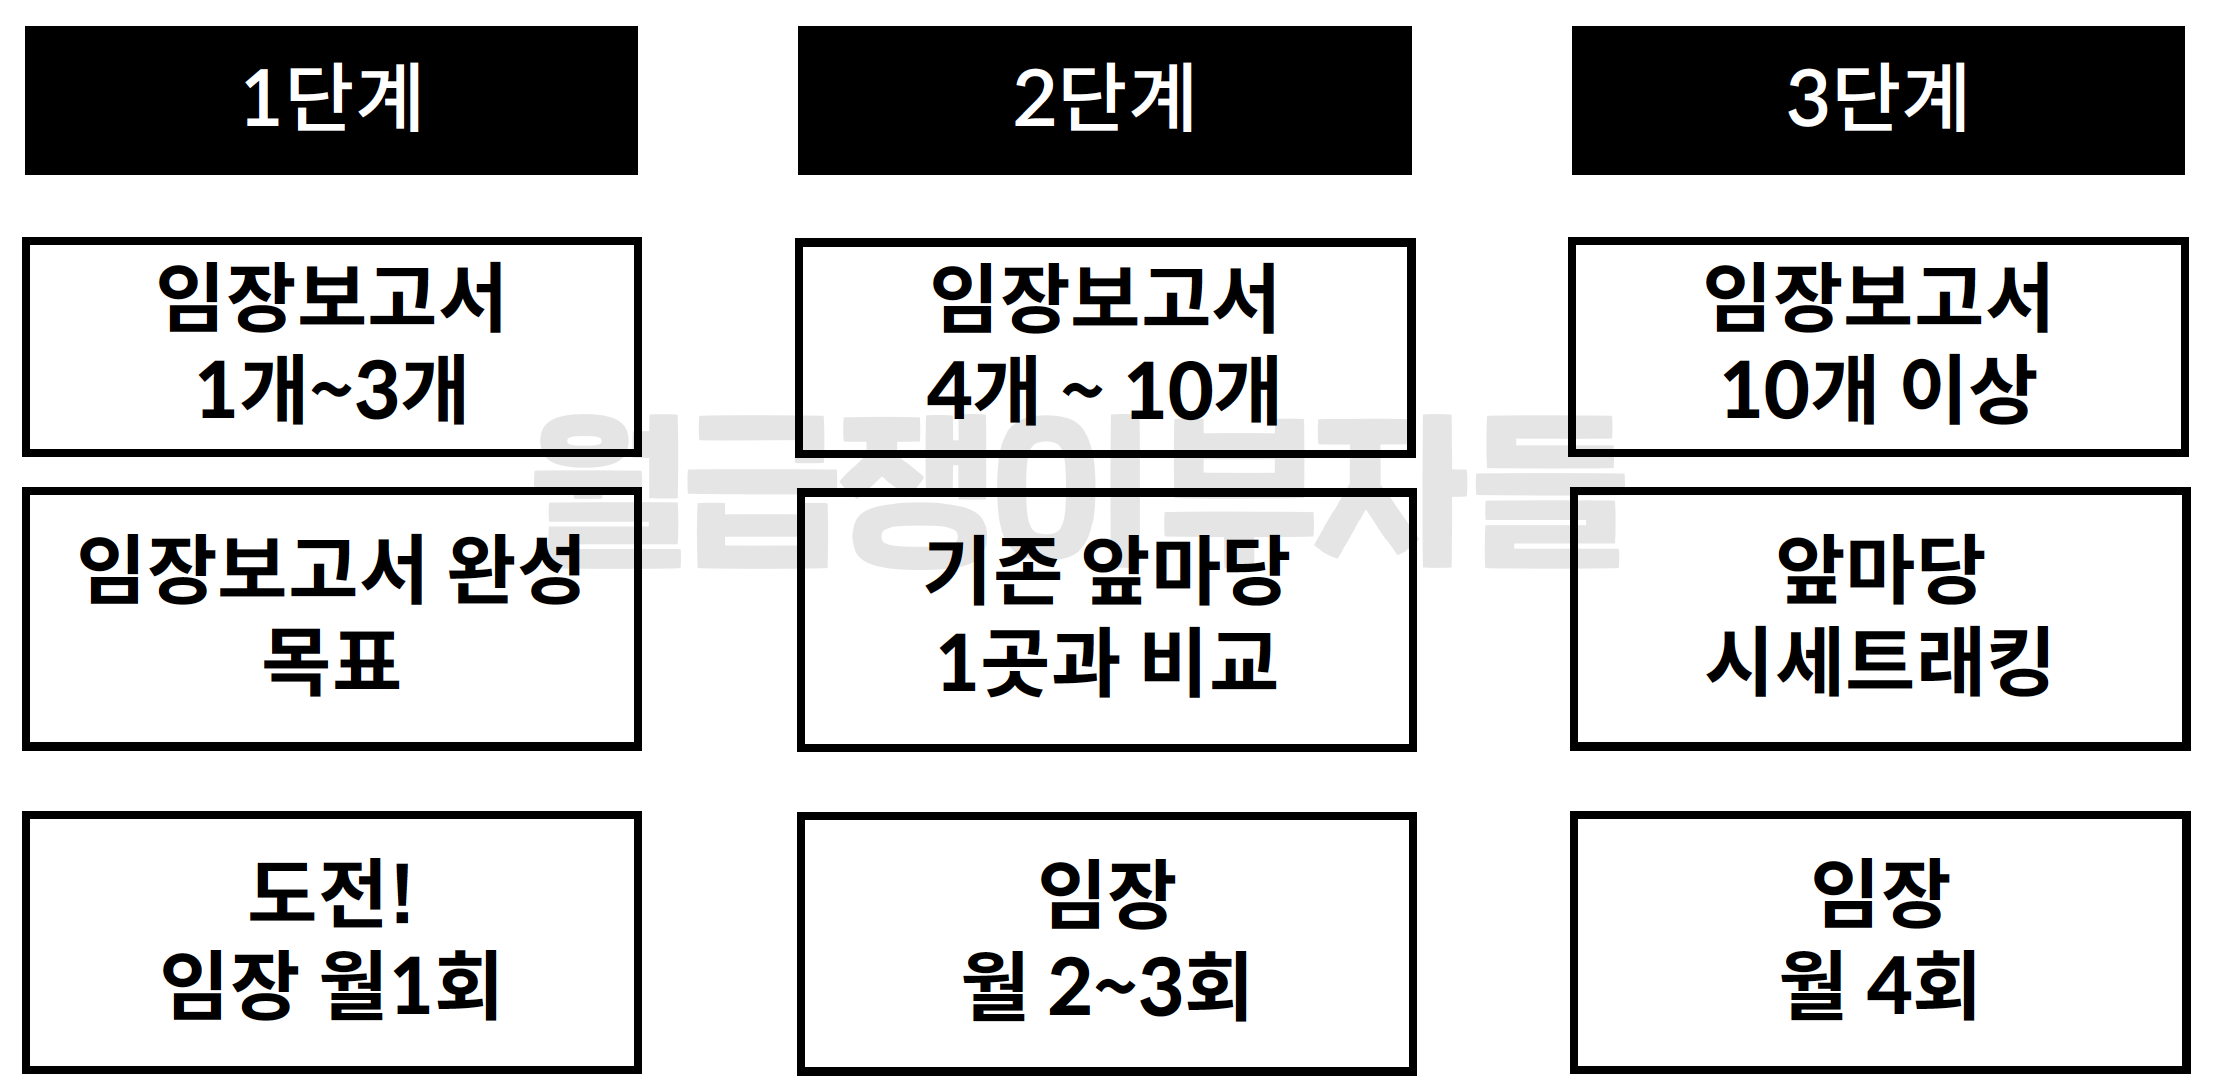 1단계
임장보고서
1개~3개
임장보고서 완성
목표
도전!
임장 월1회
2단계
임장보고서
4개 ~ 10개
기존 앞마당
1곳과 비교
임장
월 2~3회
3단계
임장보고서
10개 이상
앞마당
시세트래킹
임장
월 4회
월급쟁이부자들